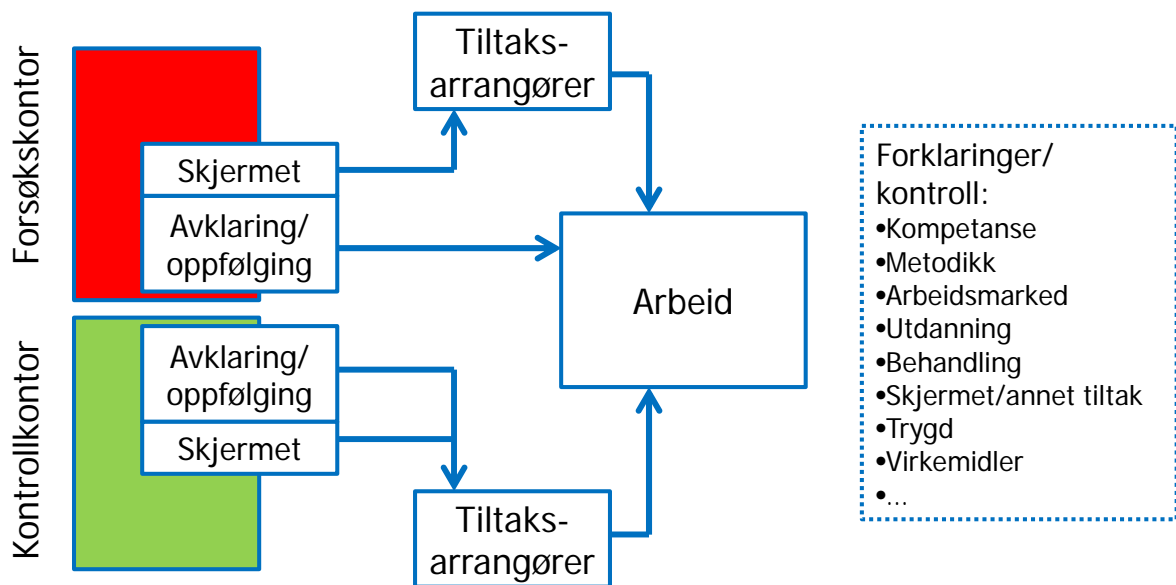 Forsøkskontor
Tiltaks-
arrangører
Skjermet
Avklaring/
oppfølging
Arbeid
Kontrollkontor
Avklaring/
oppfølging
Skjermet
Tiltaks-
arrangører
Forklaringer/
kontroll:
•Kompetanse
•Metodikk
•Arbeidsmarked
•Utdanning
•Behandling
•Skjermet/annet tiltak
•Trygd
•Virkemidler
•...